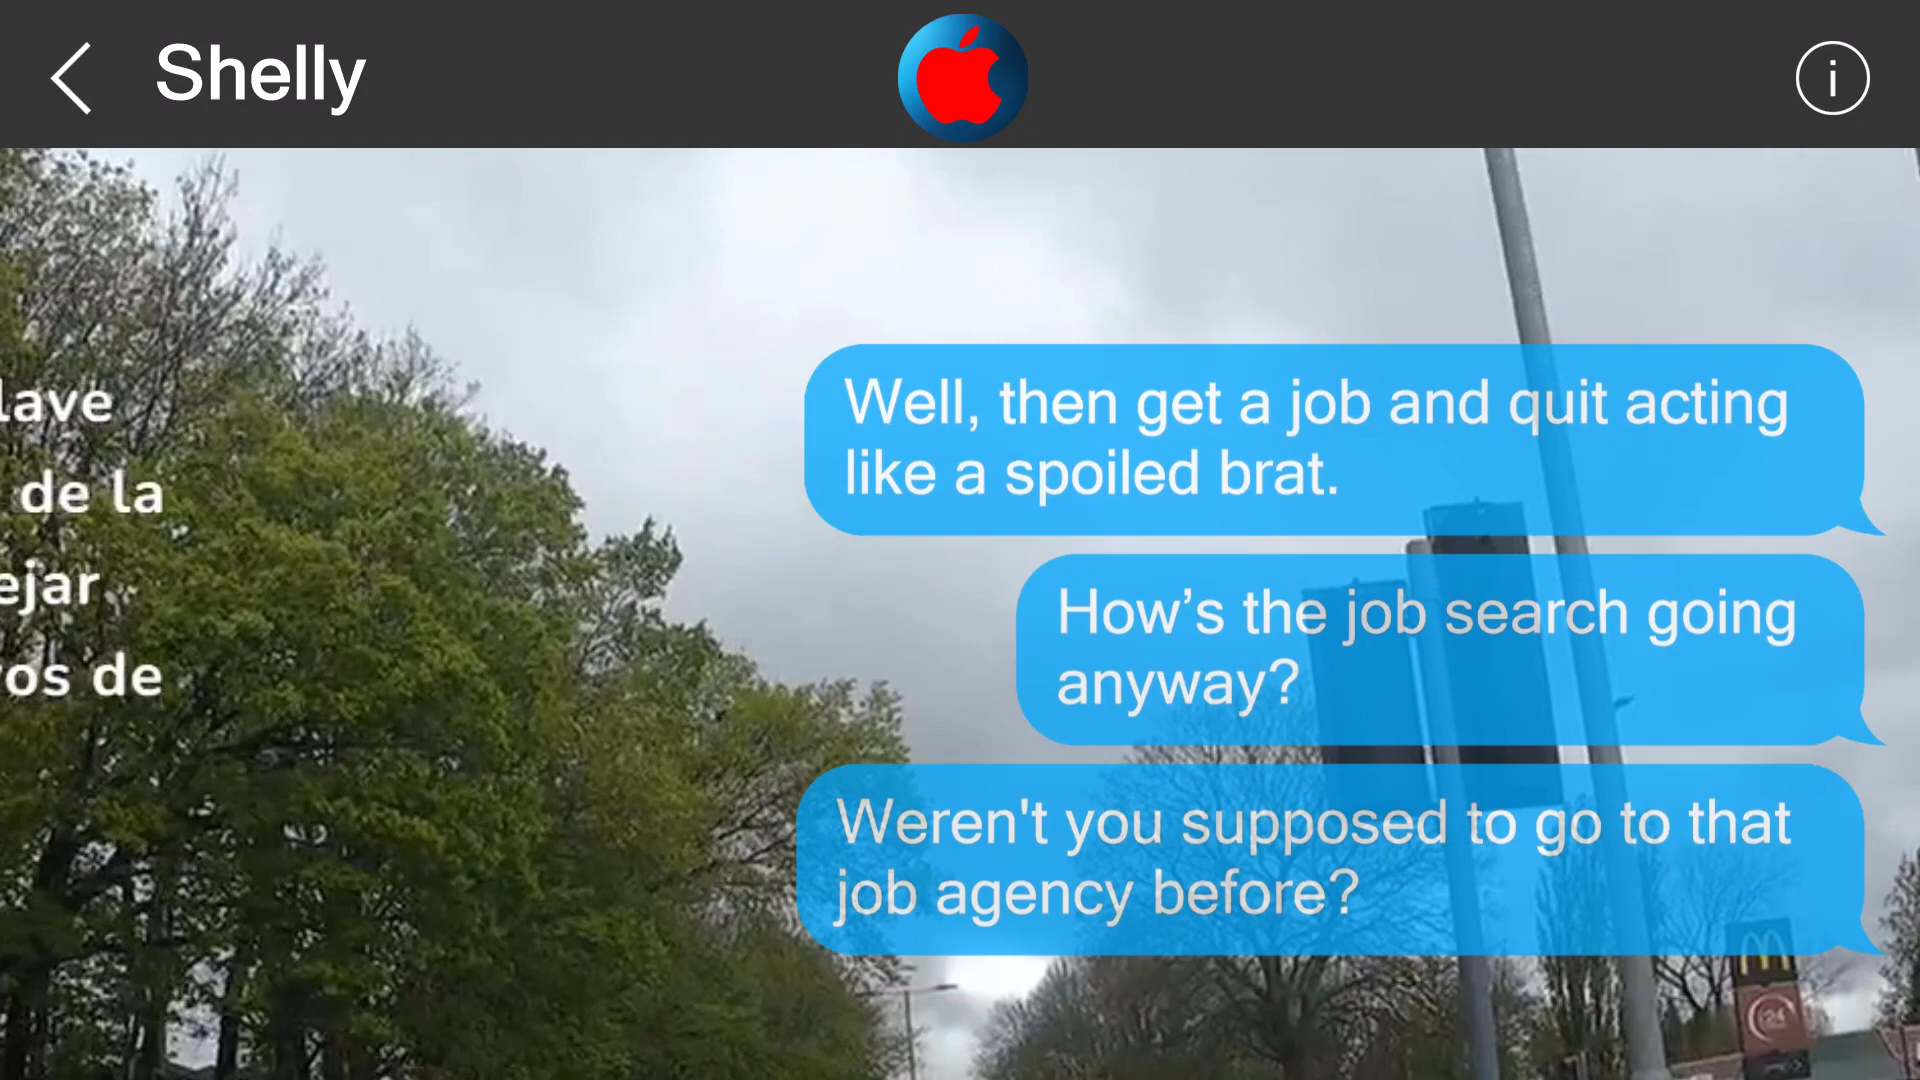 Shelly
i
lave
de la
ejar
os de
Well, then get a job and quit acting
like a spoiled brat.
How’s the job search going
anyway?
Weren't you supposed to go to that
job agency before?
24